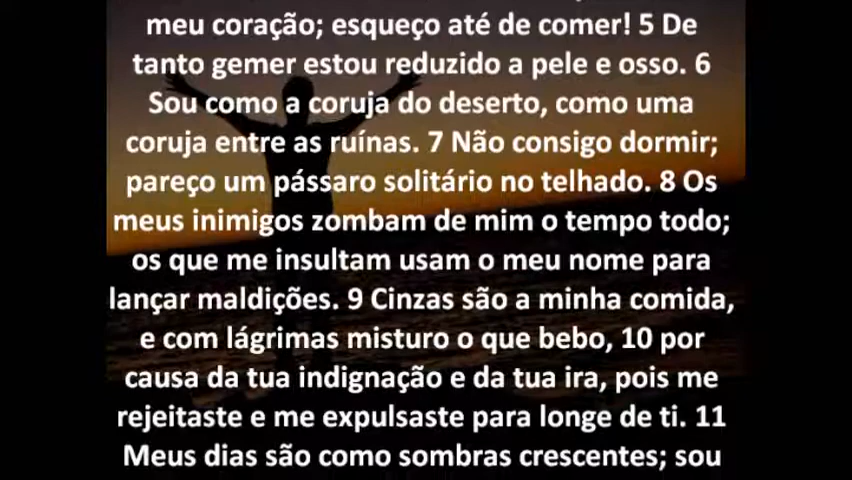 meu coração; esqueço até de comer! 5 De
tanto gemer estou reduzido a pele e osso. 6
Sou como a coruja do deserto, como uma
coruja entre as ruínas. 7 Não consigo dormir;
pareço um pássaro solitário no telhado. 8 Os
meus inimigos zombam de mim o tempo todo;
os que me insultam usam o meu nome para
lançar maldições. 9 Cinzas são a minha comida,
e com lágrimas misturo o que bebo, 10 por
causa da tua indignação e da tua ira, pois me
rejeitaste e me expulsaste para longe de ti. 11
Meus dias são como sombras crescentes; sou